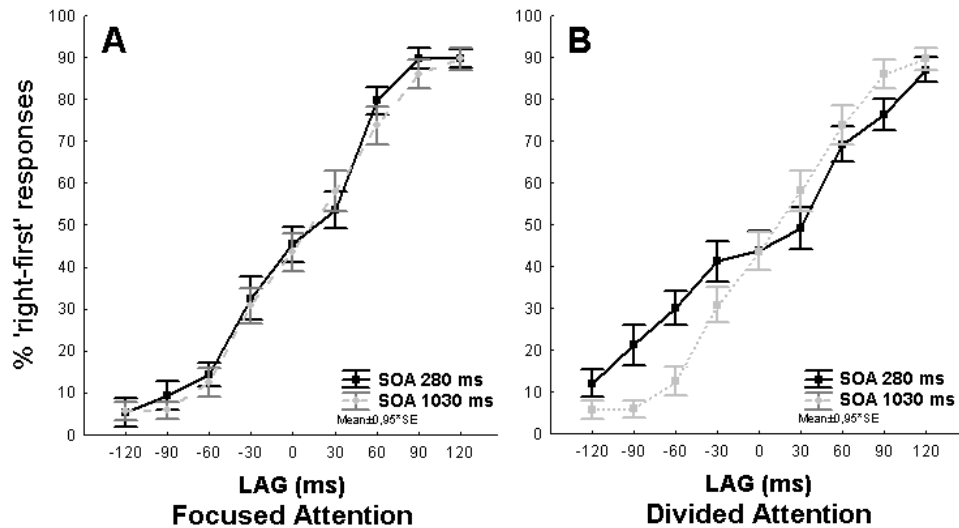 A
B
% 'right-first' responses
100
90
80
70
60
50
40
30
20
10
0
SOA 280 ms
SOA 1030 ms
Mean±0,95*SE
-120 -90 -60 -30 0 30 60 90 120
LAG (ms)
Focused Attention
100
90
80
70
60
50
40
30
20
10
0
SOA 280 ms
SOA 1030 ms
Mean±0,95*SE
-120 -90 -60 -30 0 30 60 90 120
LAG (ms)
Divided Attention